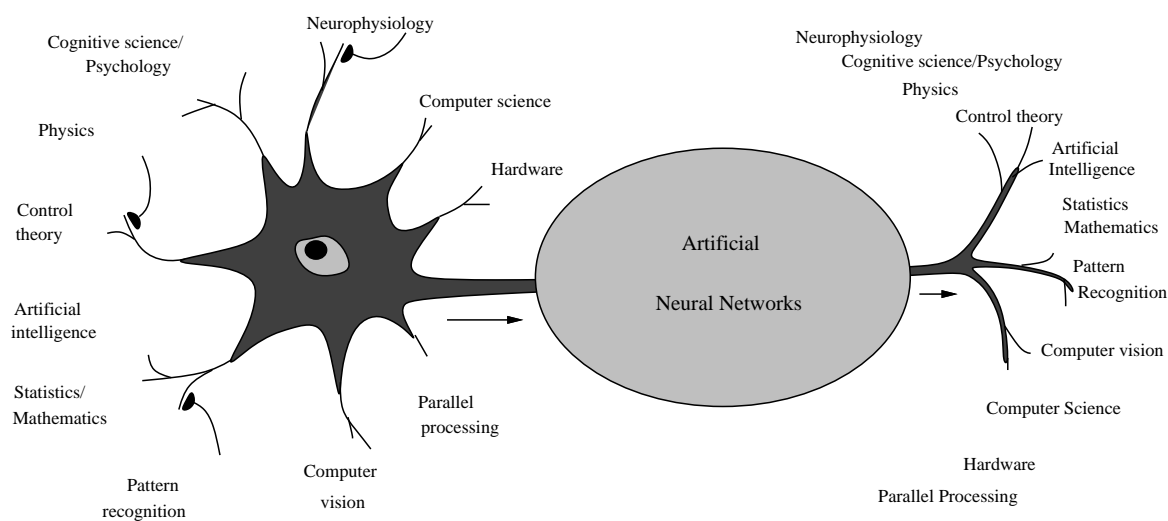 Neurophysiology
Cognitive science/
Psychology
Computer science
Physics
Hardware
Control
theory
Artificial
intelligence
Statistics/
Mathematics
Parallel
processing
Computer
vision
Pattern
recognition
Artificial
Neural Networks
Neurophysiology
Cognitive science/Psychology
Physics
Control theory
Artificial
Intelligence
Statistics
Mathematics
Pattern
Recognition
Computer vision
Computer Science
Hardware
Parallel Processing